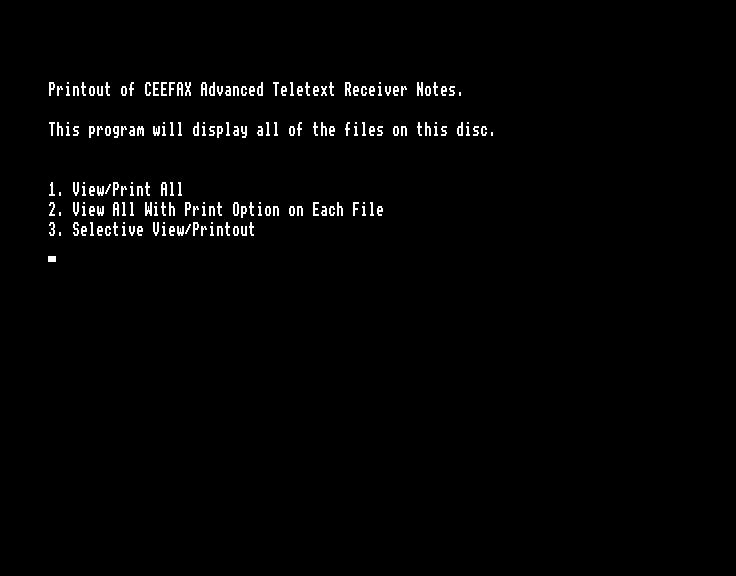 Printout of CEEFAX Advanced Teletext Receiver Notes.
This program will display all of the files on this disc.
1. View/Print All
2. View All With Print Option on Each File
3. Selective View/Printout